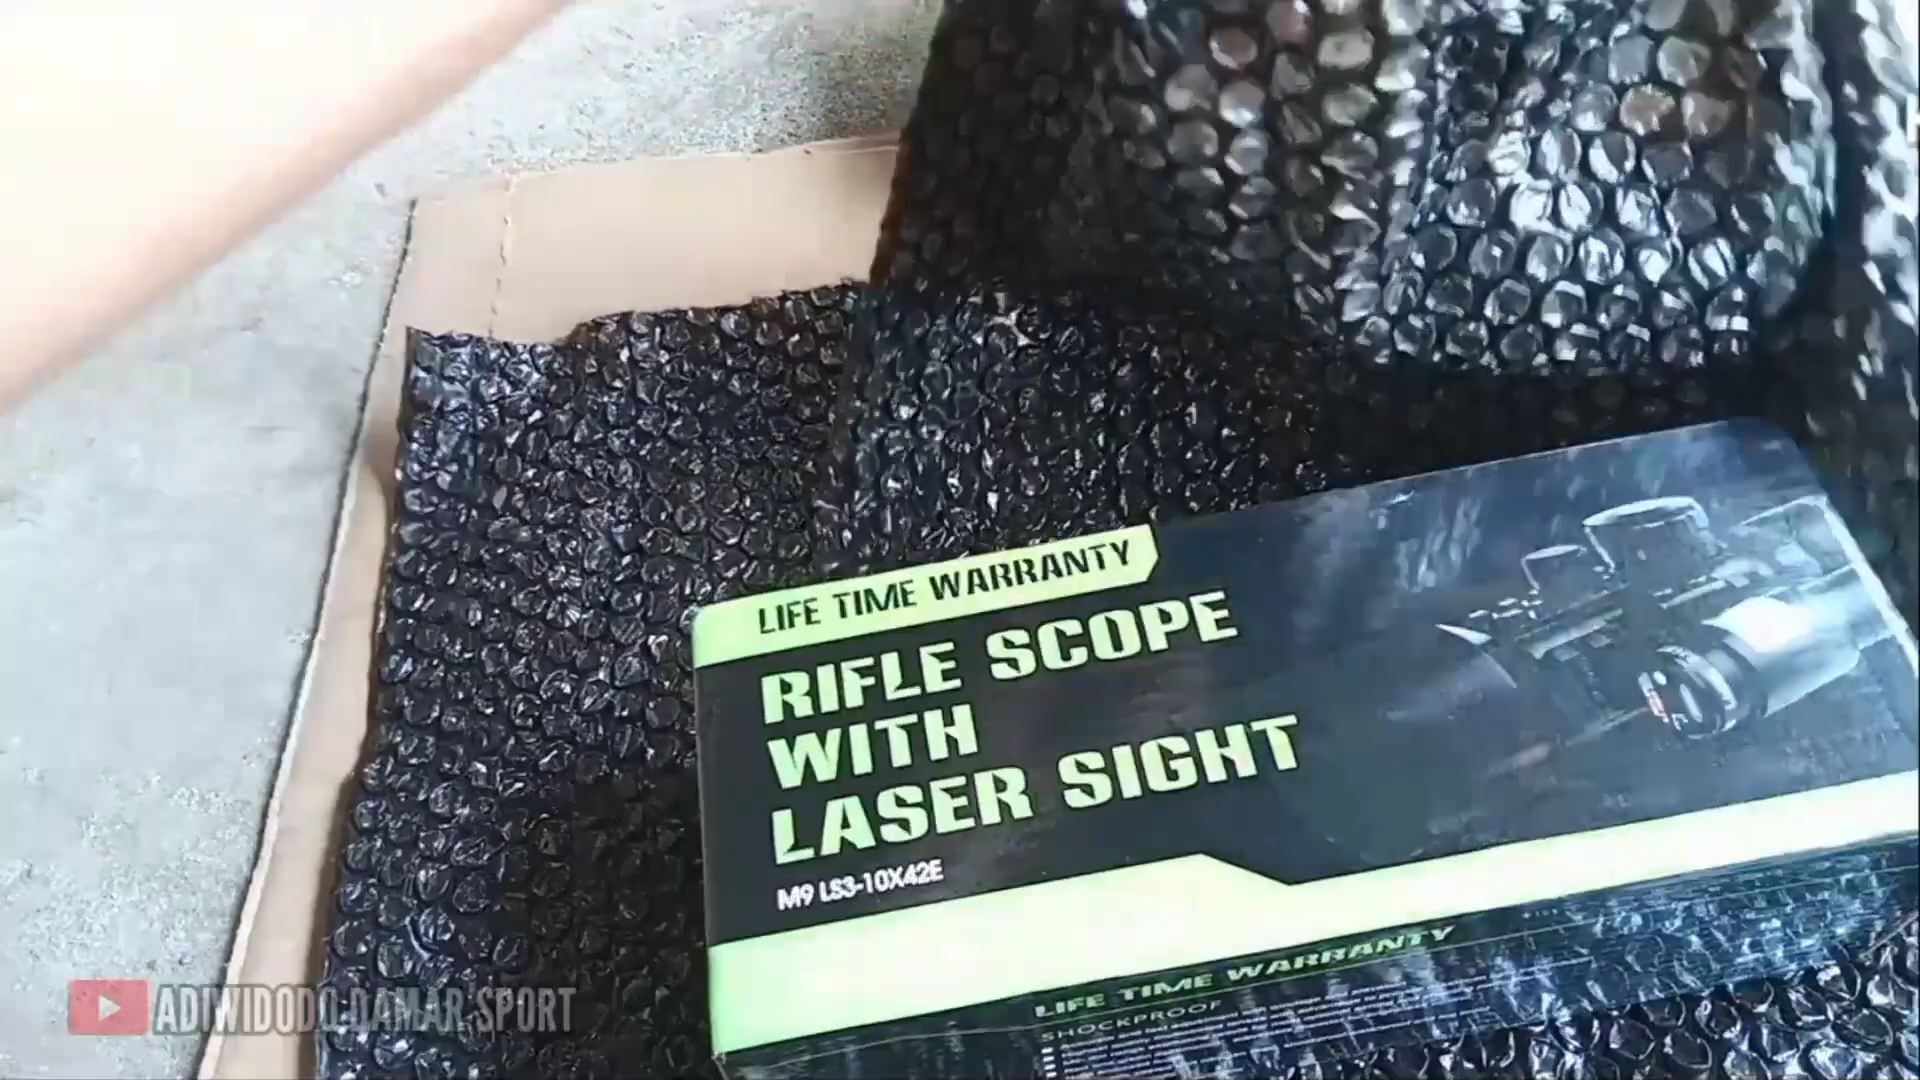 LIFE TIME WARRANTY
RIFLE SCOPE
WITH
LASER SIGHT
M9 LS3-10X42E
LIFE TIME WARRANTY
SHOCKPROOF
ADIWIDODO DAMAR SPORT